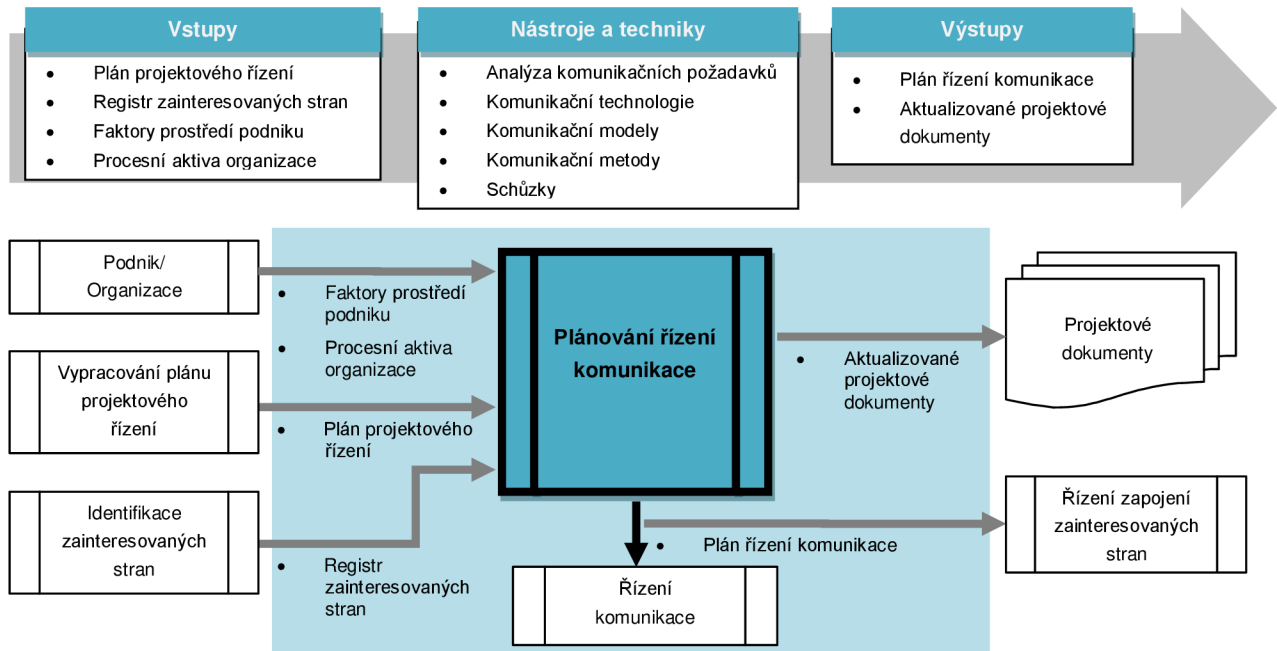 Vstupy
• Plán projektového řízení
• Registr zainteresovaných stran
• Faktory prostředí podniku
• Procesní aktiva organizace
Nástroje a techniky
• Analýza komunikačních požadavků
• Komunikační technologie
• Komunikační modely
• Komunikační metody
• Schůzky
Výstupy
• Plán řízení komunikace
• Aktualizované projektové
dokumenty
Podnik/
Organizace
Vypracování plánu
projektového
řízení
Identifikace
zainteresovaných
stran
• Faktory prostředí
podniku
• Procesní aktiva
organizace
• Plán projektového
řízení
• Registr
zainteresovaných
stran
Plánování řízení
komunikace
• Aktualizované
projektové
dokumenty
• Plán řízení komunikace
Řízení
komunikace
Projektové
dokumenty
Řízení zapojení
zainteresovaných
stran